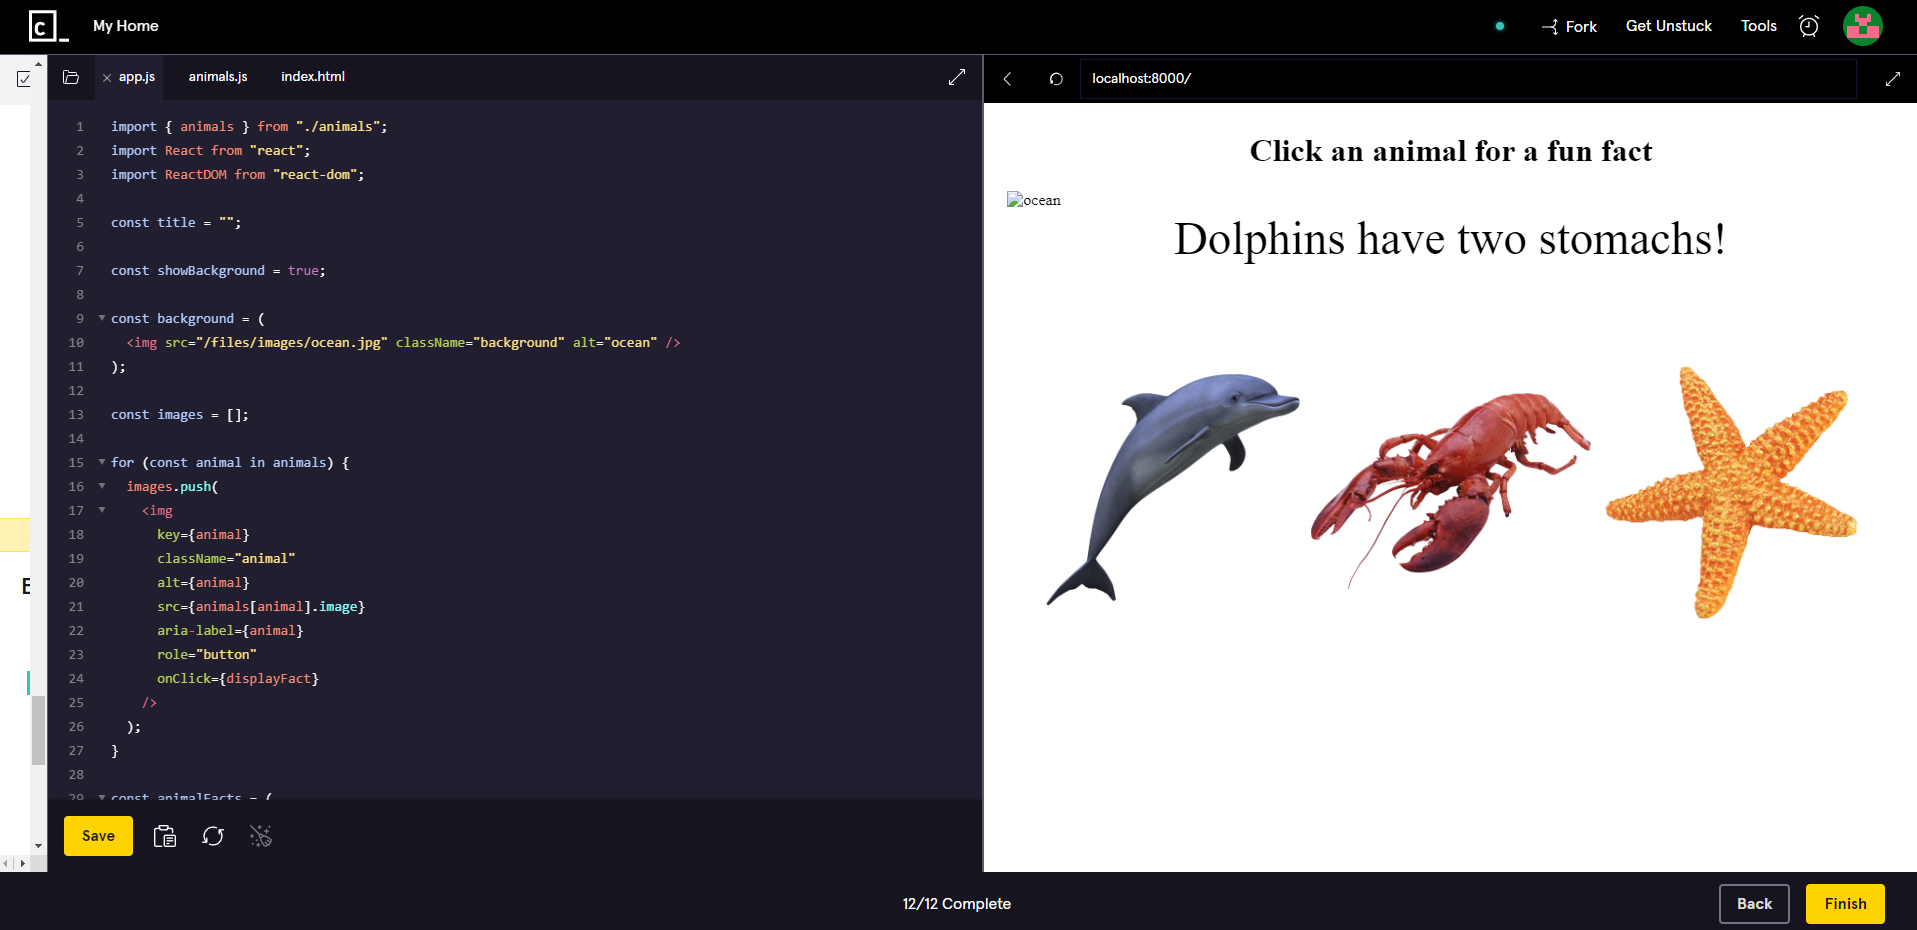 C_
My Home
Fork
Get Unstuck
Tools
app.js
animals.js
index.html
1 import { animals } from "./animals";
2 import React from "react";
3 import ReactDOM from "react-dom";
4
5 const title = "";
6
7 const showBackground = true;
8
9 const background = (
10 <img src="/files/images/ocean.jpg" className="background" alt="ocean" />
11 );
12
13 const images = [];
14
15 for (const animal in animals) {
16 images.push(
17 <img
18 key={animal}
19 className="animal"
20 alt={animal}
21 src={animals[animal].image}
22 aria-label={animal}
23 role="button"
24 onClick={displayFact}
25 />
26 );
27 }
28
29 const animalFacts = (
Save
localhost:8000/
Click an animal for a fun fact
ocean
Dolphins have two stomachs!
12/12 Complete
Back
Finish